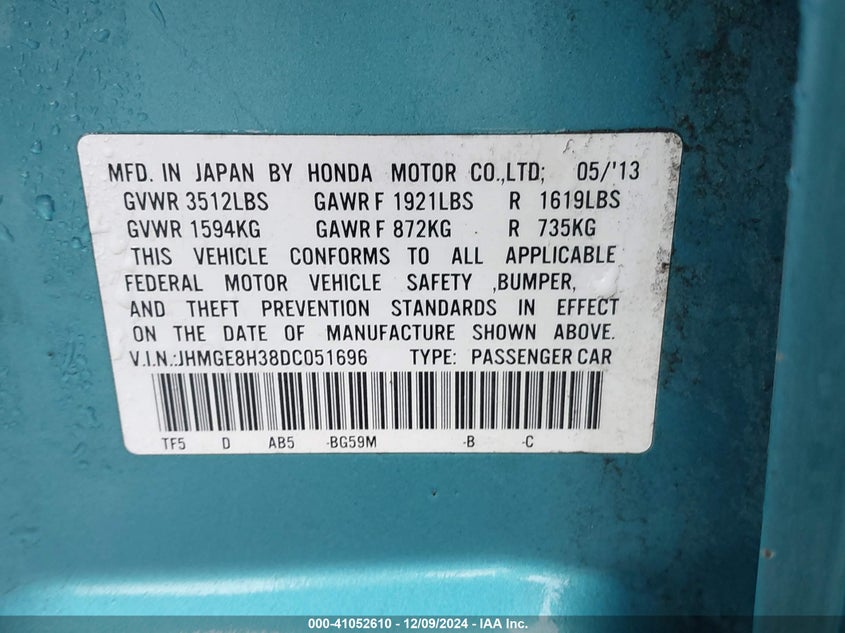 MFD. IN JAPAN BY HONDA MOTOR CO.,LTD; 05/'13
GVWR 3512LBS GAWR F 1921LBS R 1619LBS
GVWR 1594KG GAWR F 872KG R 735KG
THIS VEHICLE CONFORMS TO ALL APPLICABLE
FEDERAL MOTOR VEHICLE SAFETY ,BUMPER,
AND THEFT PREVENTION STANDARDS IN EFFECT
ON THE DATE OF MANUFACTURE SHOWN ABOVE.
V.I.N.:JHMGE8H38DC051696 TYPE: PASSENGER CAR
TF5 D AB5 -BG59M -B -C
000-41052610 - 12/09/2024 - IAA Inc.